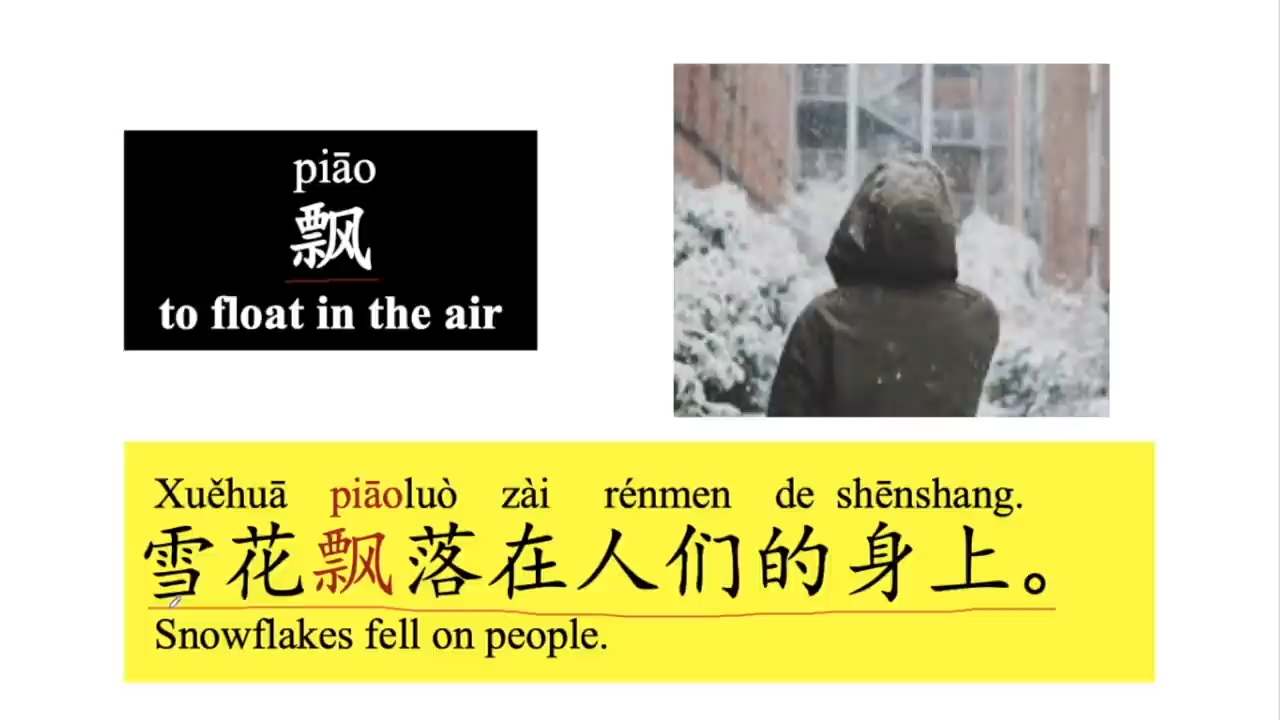 piāo
飘
to float in the air
Xuěhuā piāoluò zài rénmen de shēnshang.
雪花飘落在人们的身上。
Snowflakes fell on people.